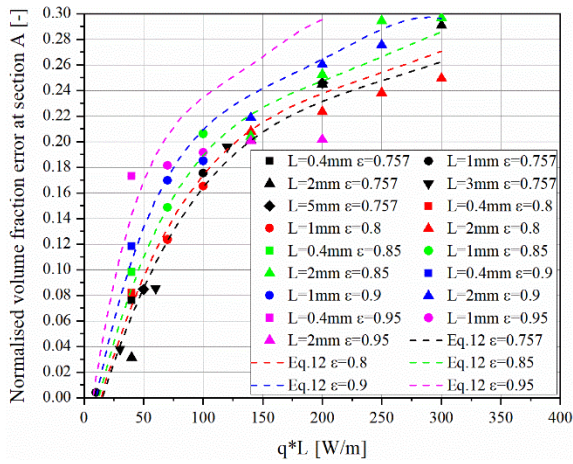 Normalised volume fraction error at section A [-]
0.30
0.28
0.26
0.24
0.22
0.20
0.18
0.16
0.14
0.12
0.10
0.08
0.06
0.04
0.02
0.00
L=0.4mm ε=0.757 L=1mm ε=0.757
L=2mm ε=0.757 L=3mm ε=0.757
L=5mm ε=0.757 L=0.4mm ε=0.8
L=1mm ε=0.8 L=2mm ε=0.8
L=0.4mm ε=0.85 L=1mm ε=0.85
L=2mm ε=0.85 L=0.4mm ε=0.9
L=1mm ε=0.9 L=2mm ε=0.9
L=0.4mm ε=0.95 L=1mm ε=0.95
L=2mm ε=0.95 Eq.12 ε=0.757
Eq.12 ε=0.8 Eq.12 ε=0.85
Eq.12 ε=0.9 Eq.12 ε=0.95
0 50 100 150 200 250 300 350 400
q*L [W/m]